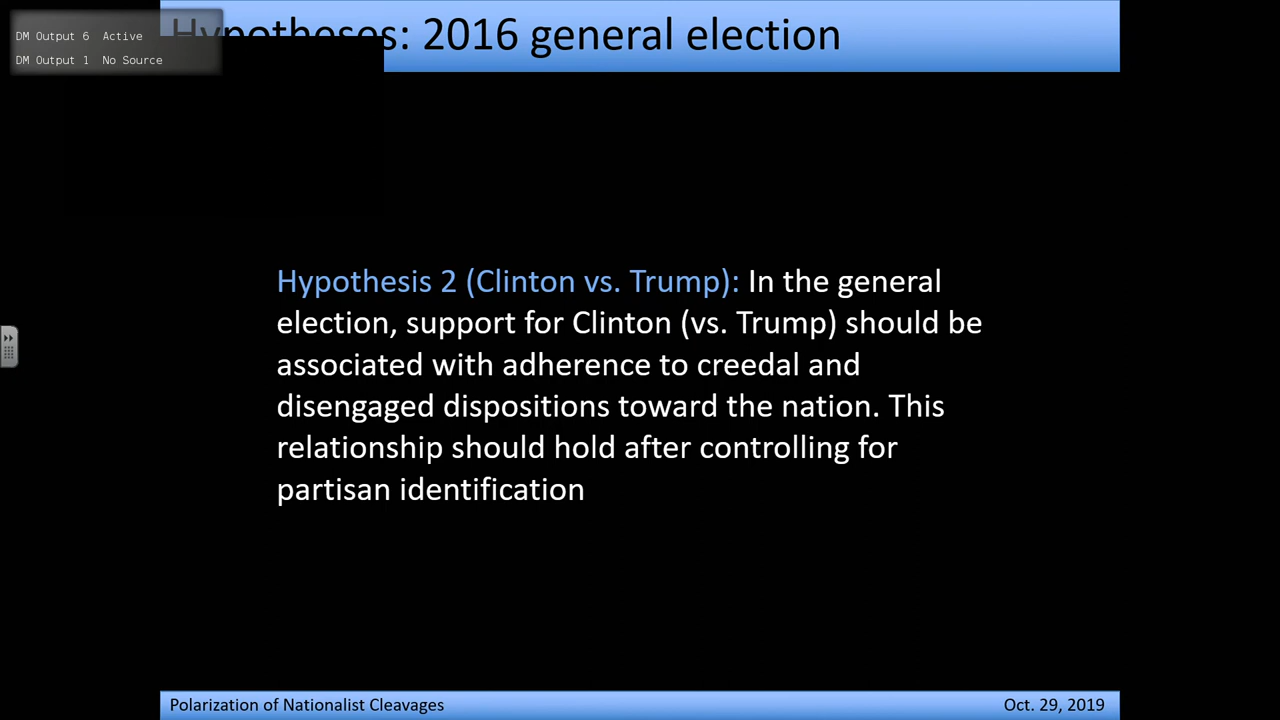 DM Output 6 Active
DM Output 1 No Source
Hypotheses: 2016 general election
Hypothesis 2 (Clinton vs. Trump): In the general
election, support for Clinton (vs. Trump) should be
associated with adherence to creedal and
disengaged dispositions toward the nation. This
relationship should hold after controlling for
partisan identification
Polarization of Nationalist Cleavages
Oct. 29, 2019